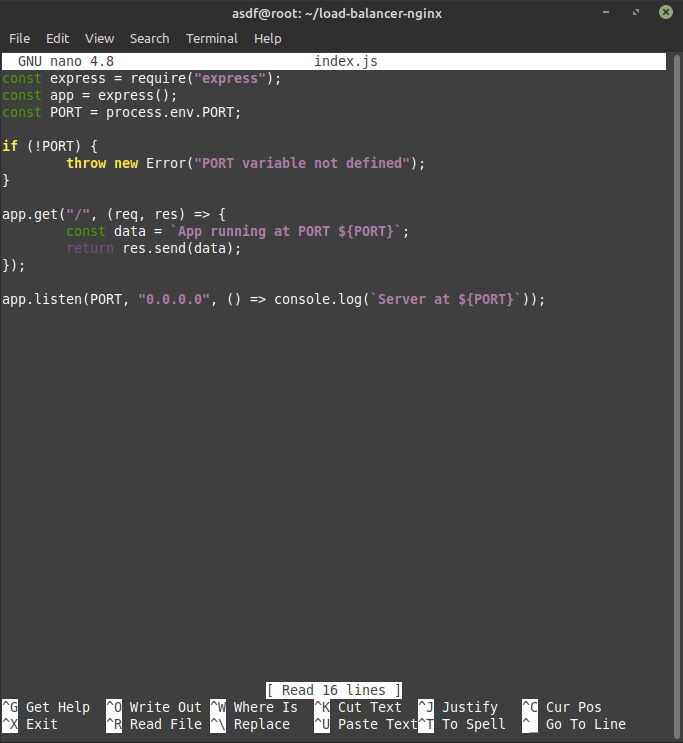 asdf@root: ~/load-balancer-nginx
File Edit View Search Terminal Help
GNU nano 4.8 index.js
const express = require("express");
const app = express();
const PORT = process.env.PORT;
if (!PORT) {
        throw new Error("PORT variable not defined");
}
app.get("/", (req, res) => {
        const data = `App running at PORT ${PORT}`;
        return res.send(data);
});
app.listen(PORT, "0.0.0.0", () => console.log(`Server at ${PORT}`));
[ Read 16 lines ]
^G Get Help ^O Write Out ^W Where Is ^K Cut Text ^J Justify ^C Cur Pos
^X Exit ^R Read File ^\ Replace ^U Paste Text ^T To Spell ^_ Go To Line